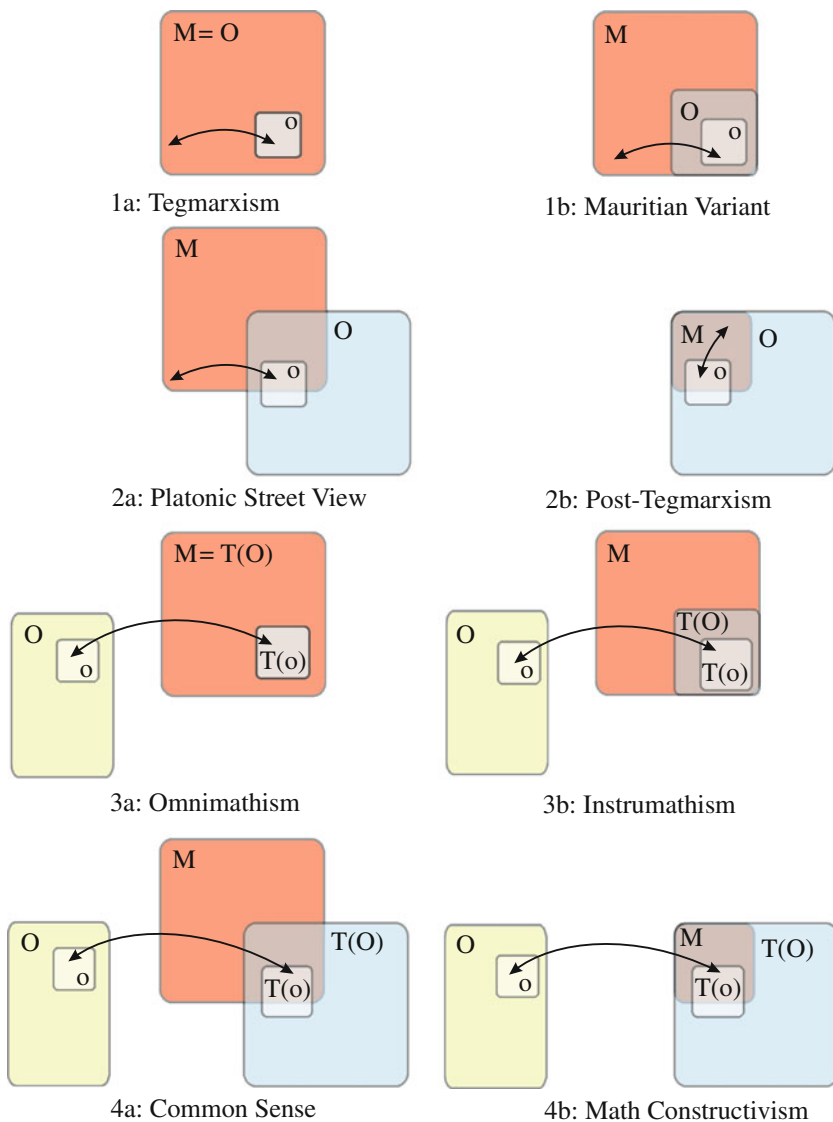 M= O
o
1a: Tegmarxism
M
O
o
1b: Mauritian Variant
M
O
o
2a: Platonic Street View
M
O
o
2b: Post-Tegmarxism
O
o
M= T(O)
T(o)
3a: Omnimathism
O
o
M
T(O)
T(o)
3b: Instrumathism
O
o
M
T(O)
T(o)
4a: Common Sense
O
o
M
T(O)
T(o)
4b: Math Constructivism